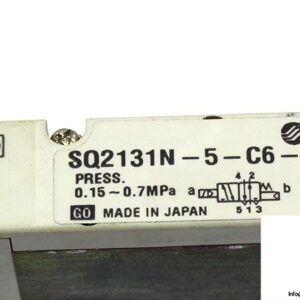 SQ2131N-5-C6-
PRESS.
0.15~0.7MPa a 4 2 b
5 1 3
GO MADE IN JAPAN